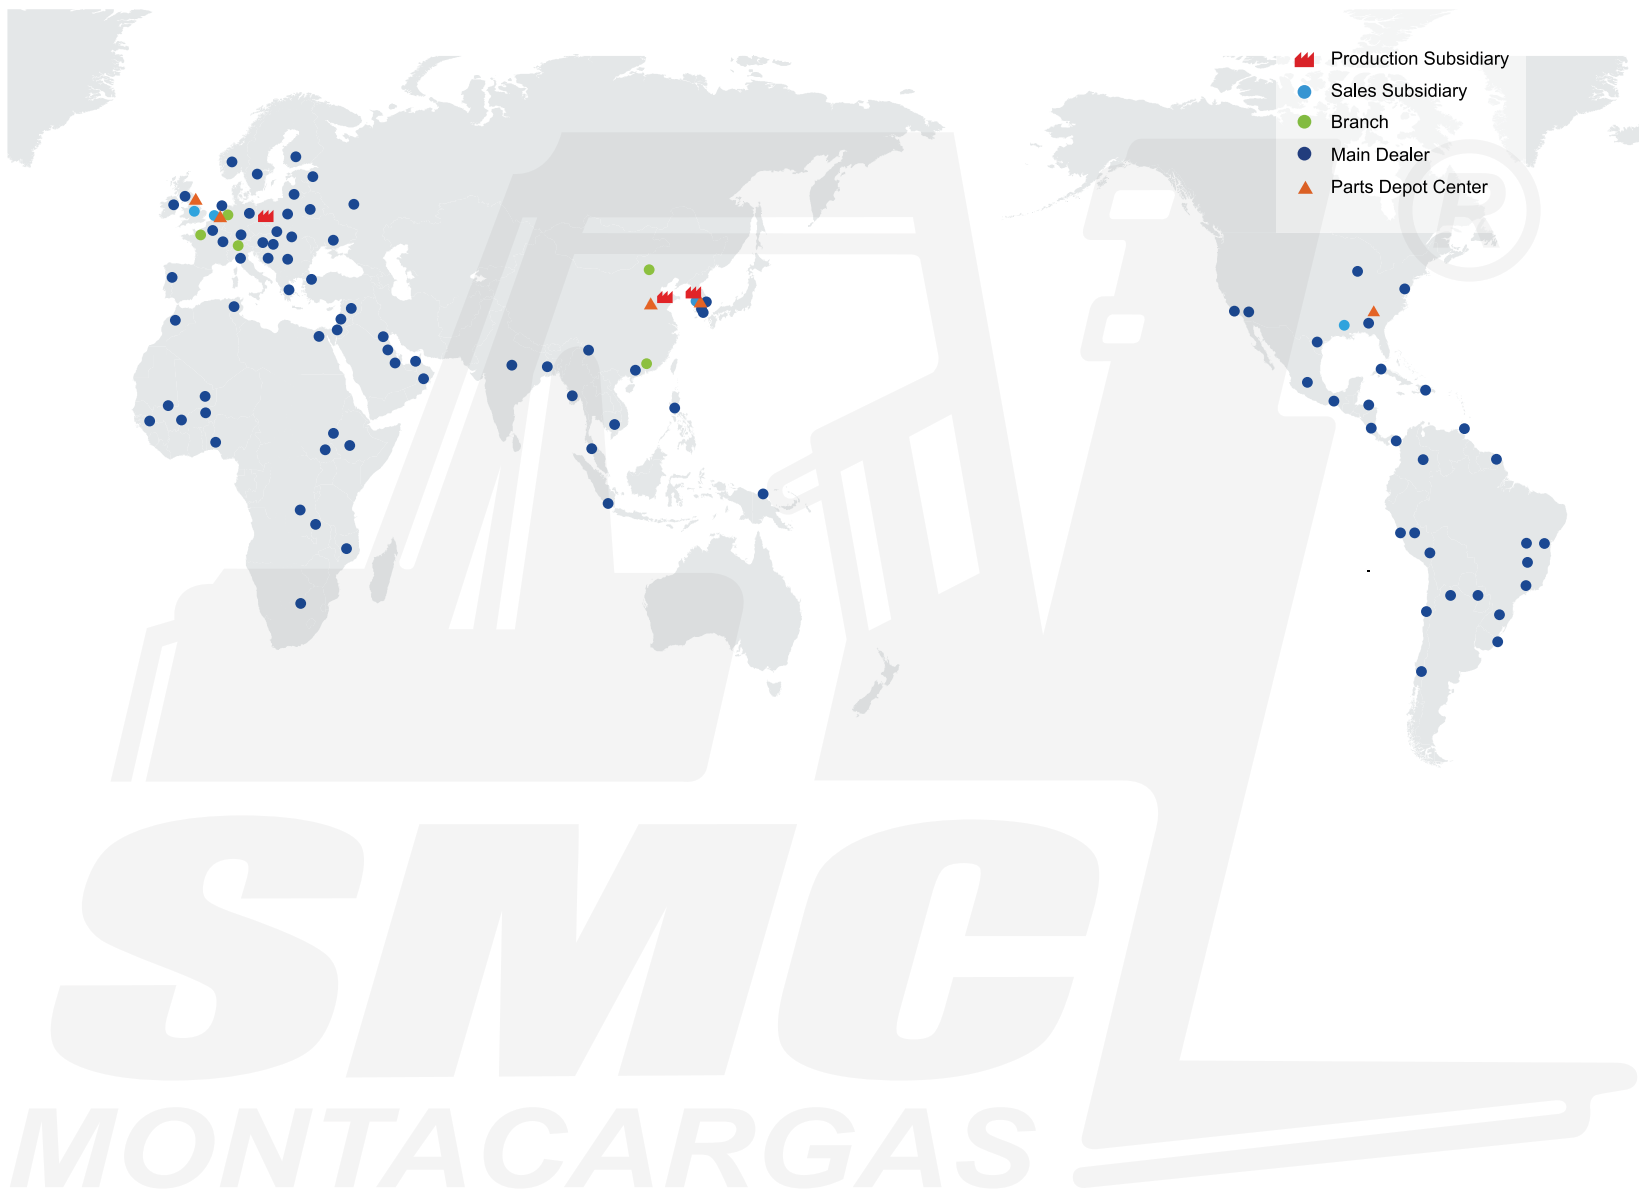 Production Subsidiary
Sales Subsidiary
Branch
Main Dealer
Parts Depot Center
®
SMC
MONTACARGAS